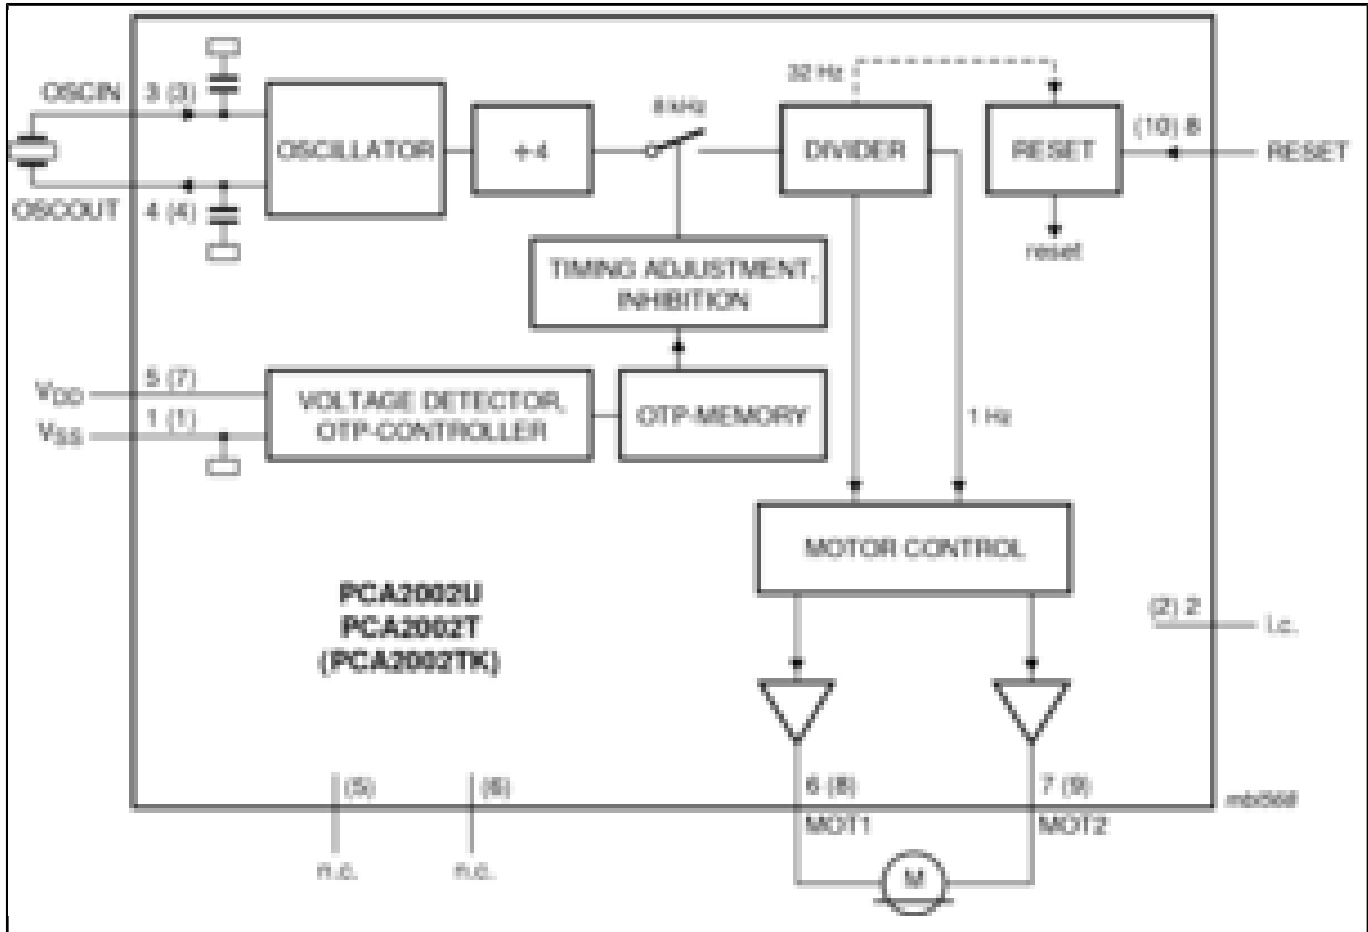 32 Hz
8 kHz
OSCIN
3 (3)
OSCILLATOR
÷4
DIVIDER
RESET
(10) 8
RESET
OSCOUT
4 (4)
reset
TIMING ADJUSTMENT,
INHIBITION
VDD
5 (7)
VSS
1 (1)
VOLTAGE DETECTOR,
OTP-CONTROLLER
OTP-MEMORY
1 Hz
MOTOR CONTROL
PCA2002U
PCA2002T
(PCA2002TK)
(2) 2
i.c.
(5)
(6)
6 (8)
7 (9)
MOT1
MOT2
n.c.
n.c.
M